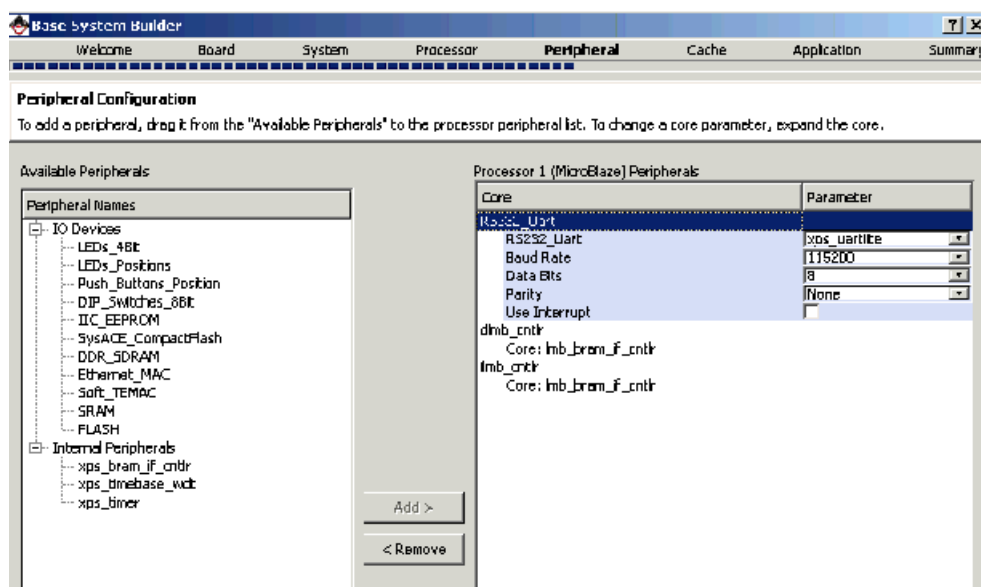 Base System Builder
Welcome Board System Processor Peripheral Cache Application Summary
Peripheral Configuration
To add a peripheral, drag it from the "Available Peripherals" to the processor peripheral list. To change a core parameter, expand the core.
Available Peripherals
Processor 1 (MicroBlaze) Peripherals
Peripheral Names
IO Devices
LEDs_4Bit
LEDs_Positions
Push_Buttons_Position
DIP_Switches_8Bit
IIC_EEPROM
SysACE_CompactFlash
DDR_SDRAM
Ethernet_MAC
Soft_TEMAC
SRAM
FLASH
Internal Peripherals
xps_bram_if_cntlr
xps_timebase_wdt
xps_timer
Add >
< Remove
Core Parameter
RS232_Uart
RS232_Uart xps_uartlite
Baud Rate 115200
Data Bits 8
Parity None
Use Interrupt
dlmb_cntlr
Core: lmb_bram_if_cntlr
ilmb_cntlr
Core: lmb_bram_if_cntlr